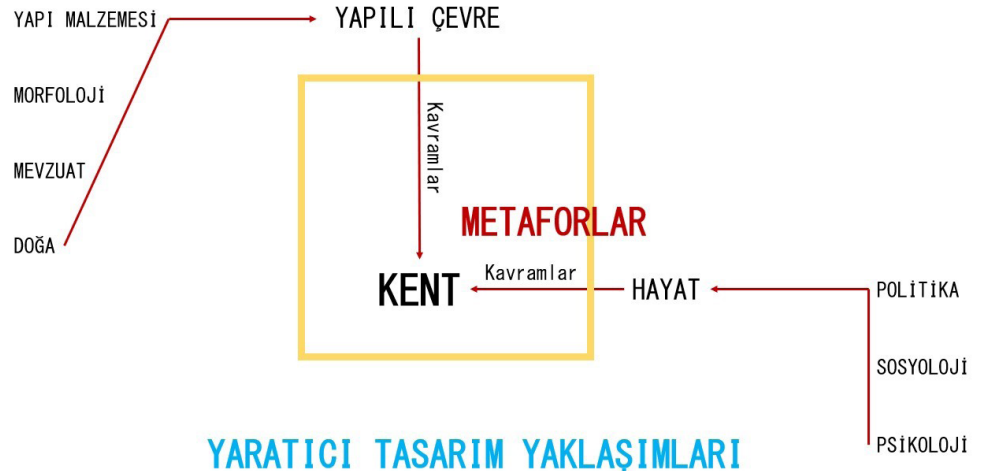 YAPI MALZEMESİ
YAPILI ÇEVRE
MORFOLOJİ
MEVZUAT
DOĞA
Kavramlar
METAFORLAR
KENT
Kavramlar
HAYAT
POLİTİKA
SOSYOLOJİ
PSİKOLOJİ
YARATICI TASARIM YAKLAŞIMLARI